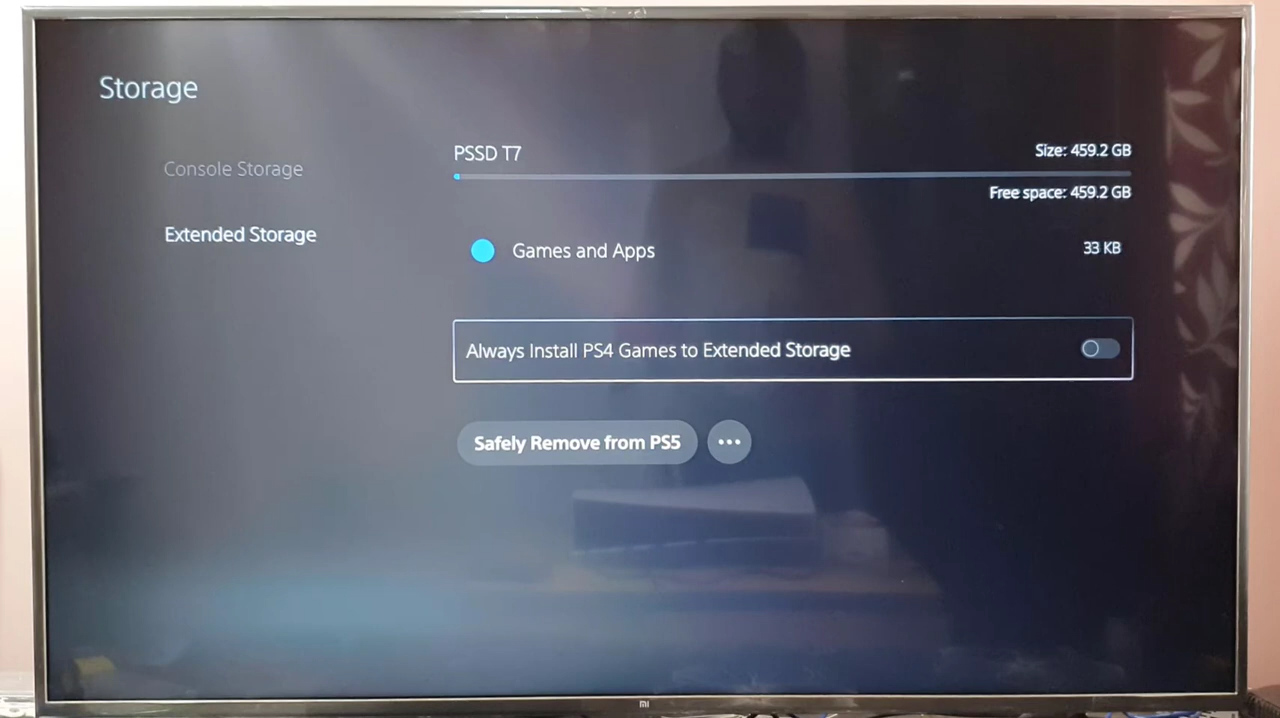 Storage
Console Storage
Extended Storage
PSSD T7
Size: 459.2 GB
Free space: 459.2 GB
Games and Apps
33 KB
Always Install PS4 Games to Extended Storage
Safely Remove from PS5
mi